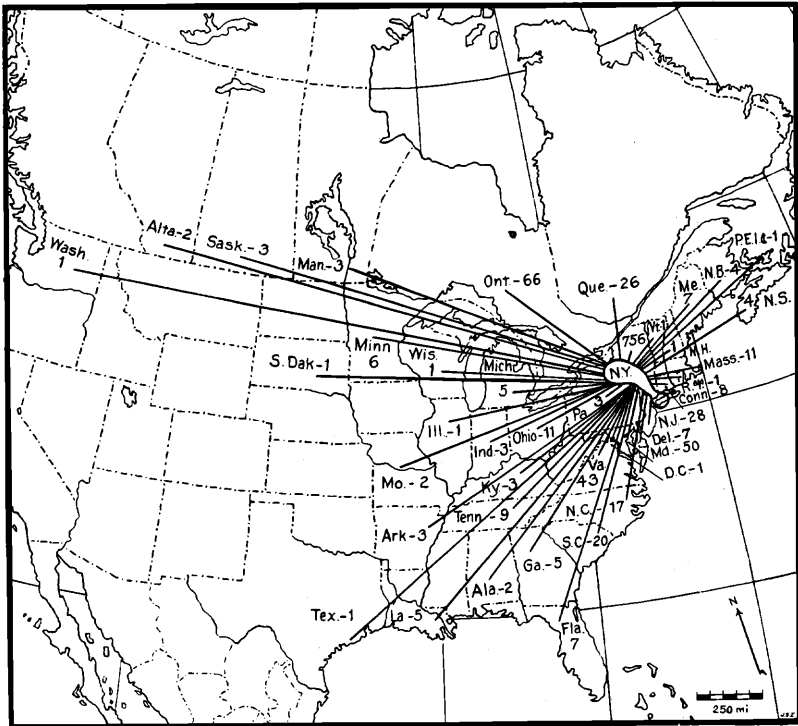 Alta-2
Sask.- 3
Man.-3
Wash.
1
P.E.I.-1
N.B-4
Me.
7
4
N.S.
Ont.-66
Que.-26
Vt.
756
1
1
N.H.
Mass.-11
Minn
6
Wis.
1
Mich.
5
S. Dak-1
NY
R.I.-1
Conn-8
Pa. 3
N.J.-28
Del.-7
Md.-50
D.C.-1
Ill.-1
Ind.-3
Ohio-11
Va.
43
Mo.- 2
Ky-3
Tenn.-9
N.C.- 17
Ark-3
S.C.-20
Ga.-5
Ala.-2
Tex.-1
La-5
Fla.
7
N
250 mi